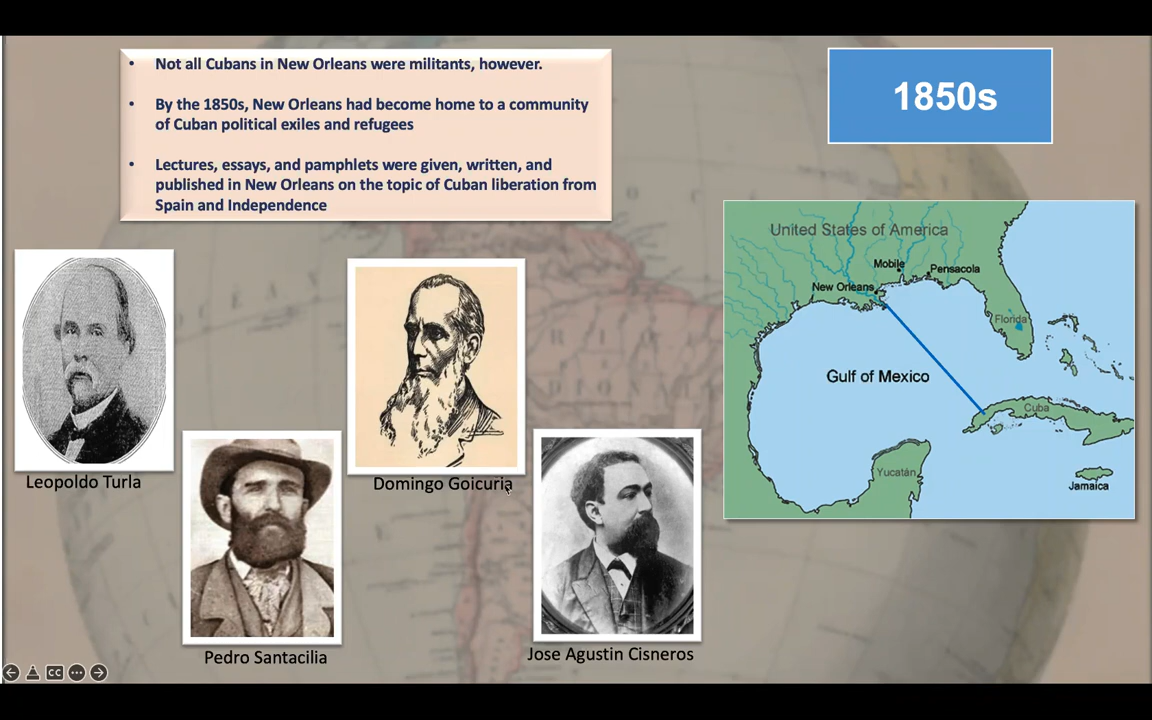 Not all Cubans in New Orleans were militants, however.
By the 1850s, New Orleans had become home to a community
of Cuban political exiles and refugees
Lectures, essays, and pamphlets were given, written, and
published in New Orleans on the topic of Cuban liberation from
Spain and Independence
1850s
United States of America
Mobile
Pensacola
New Orleans
Florida
Gulf of Mexico
Cuba
Yucatán
Jamaica
Leopoldo Turla
Domingo Goicuria
Pedro Santacilia
Jose Agustin Cisneros
CC